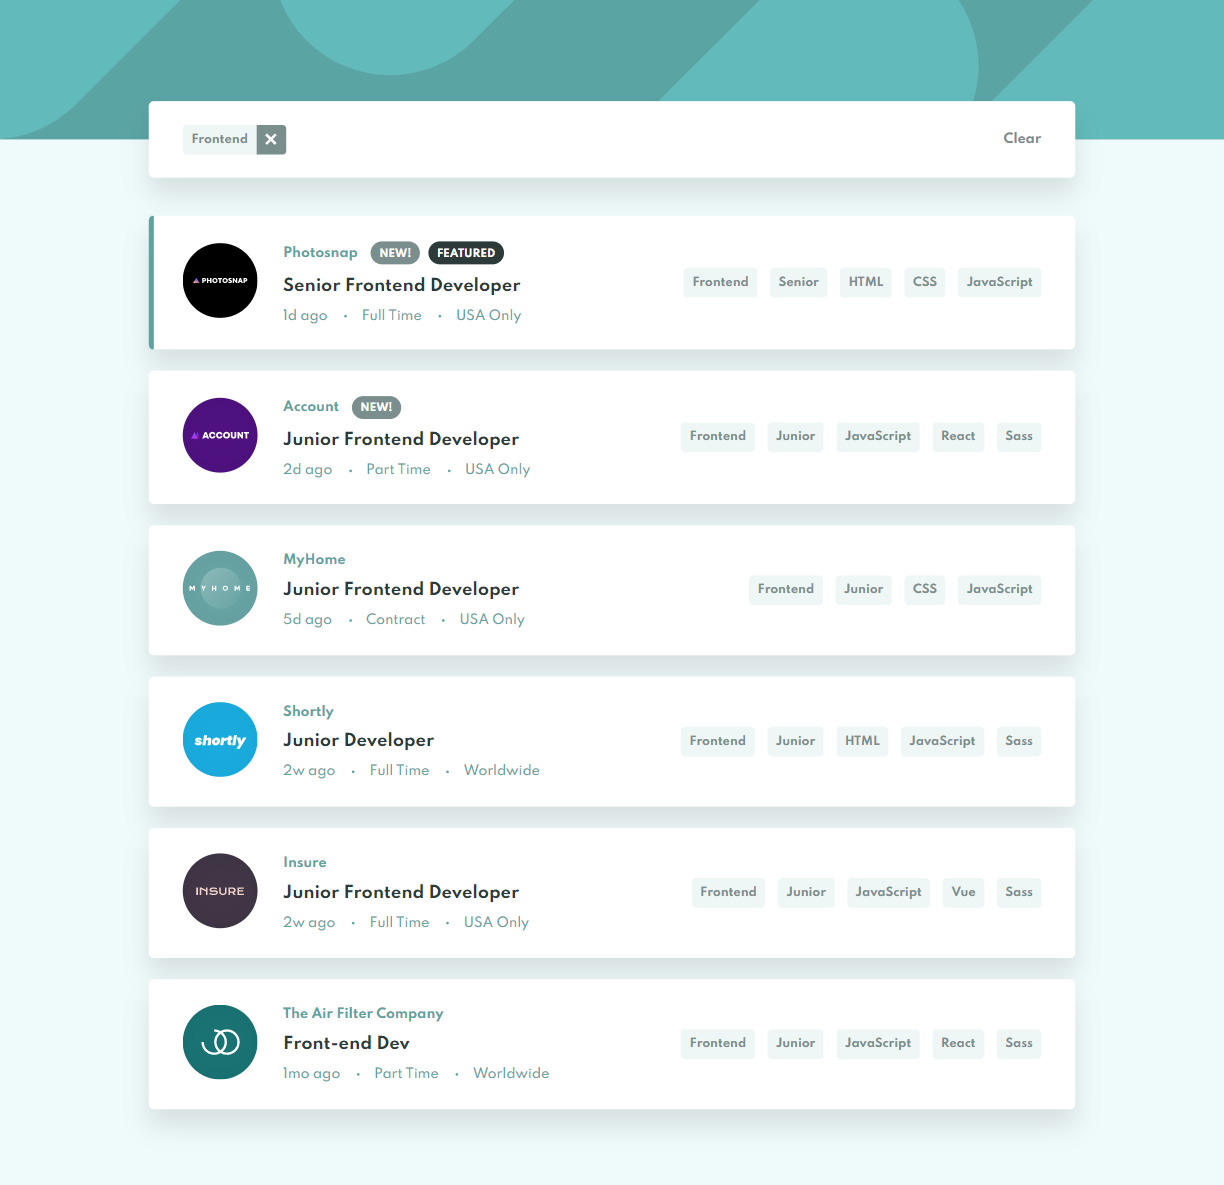 Frontend Clear
PHOTOSNAP
Photosnap NEW! FEATURED
Senior Frontend Developer
1d ago • Full Time • USA Only
Frontend Senior HTML CSS JavaScript
ACCOUNT
Account NEW!
Junior Frontend Developer
2d ago • Part Time • USA Only
Frontend Junior JavaScript React Sass
MYHOME
MyHome
Junior Frontend Developer
5d ago • Contract • USA Only
Frontend Junior CSS JavaScript
shortly
Shortly
Junior Developer
2w ago • Full Time • Worldwide
Frontend Junior HTML JavaScript Sass
INSURE
Insure
Junior Frontend Developer
2w ago • Full Time • USA Only
Frontend Junior JavaScript Vue Sass
The Air Filter Company
Front-end Dev
1mo ago • Part Time • Worldwide
Frontend Junior JavaScript React Sass